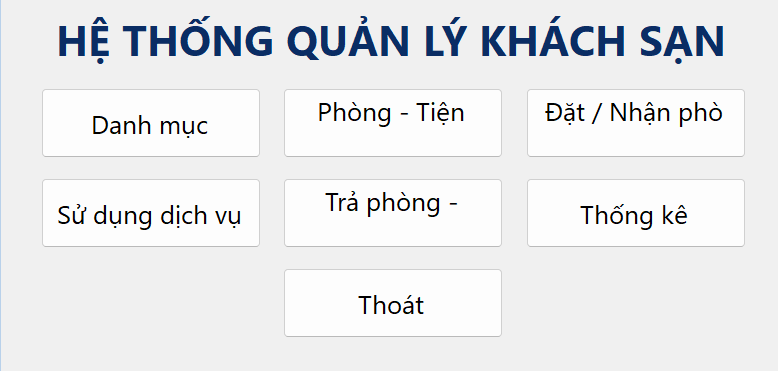 HỆ THỐNG QUẢN LÝ KHÁCH SẠN
Danh mục
Phòng - Tiện
Đặt / Nhận phò
Sử dụng dịch vụ
Trả phòng -
Thống kê
Thoát